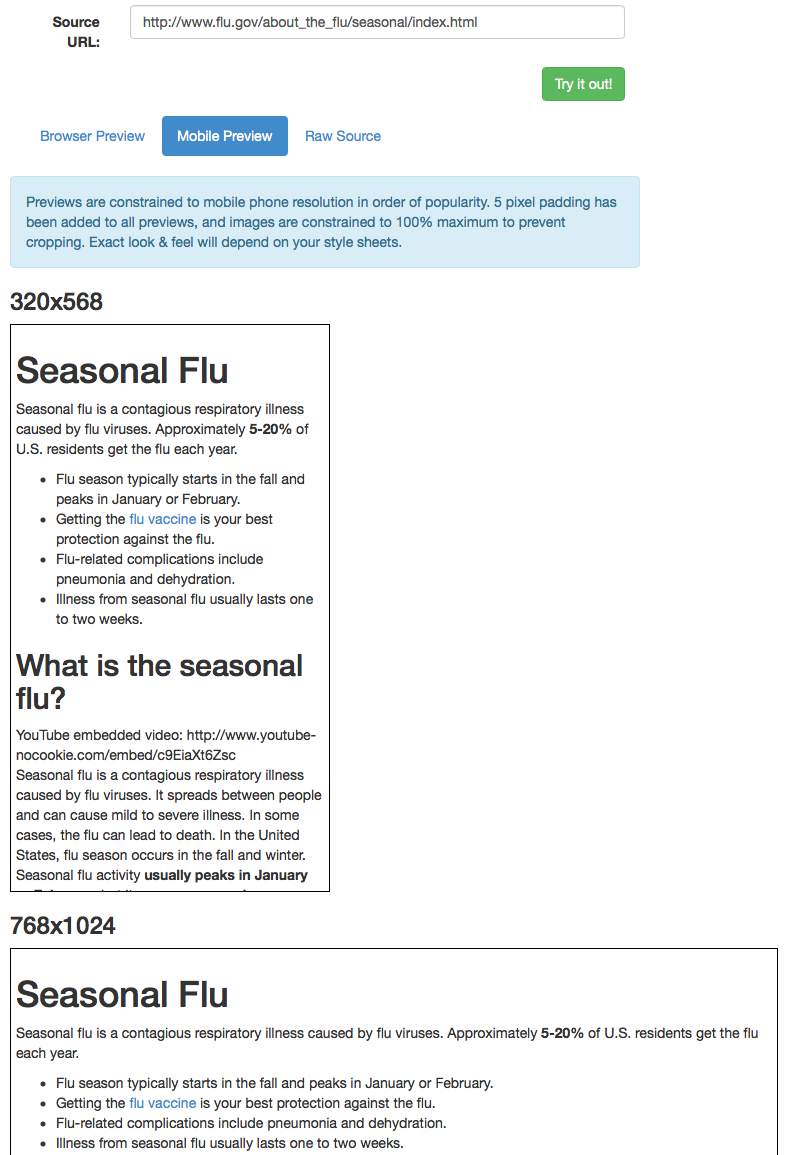 Source
URL:
http://www.flu.gov/about_the_flu/seasonal/index.html
Try it out!
Browser Preview Mobile Preview Raw Source
Previews are constrained to mobile phone resolution in order of popularity. 5 pixel padding has
been added to all previews, and images are constrained to 100% maximum to prevent
cropping. Exact look & feel will depend on your style sheets.
320x568
Seasonal Flu
Seasonal flu is a contagious respiratory illness
caused by flu viruses. Approximately 5-20% of
U.S. residents get the flu each year.
• Flu season typically starts in the fall and
peaks in January or February.
• Getting the flu vaccine is your best
protection against the flu.
• Flu-related complications include
pneumonia and dehydration.
• Illness from seasonal flu usually lasts one
to two weeks.
What is the seasonal
flu?
YouTube embedded video: http://www.youtube-
nocookie.com/embed/c9EiaXt6Zsc
Seasonal flu is a contagious respiratory illness
caused by flu viruses. It spreads between people
and can cause mild to severe illness. In some
cases, the flu can lead to death. In the United
States, flu season occurs in the fall and winter.
Seasonal flu activity usually peaks in January
768x1024
Seasonal Flu
Seasonal flu is a contagious respiratory illness caused by flu viruses. Approximately 5-20% of U.S. residents get the flu
each year.
• Flu season typically starts in the fall and peaks in January or February.
• Getting the flu vaccine is your best protection against the flu.
• Flu-related complications include pneumonia and dehydration.
• Illness from seasonal flu usually lasts one to two weeks.